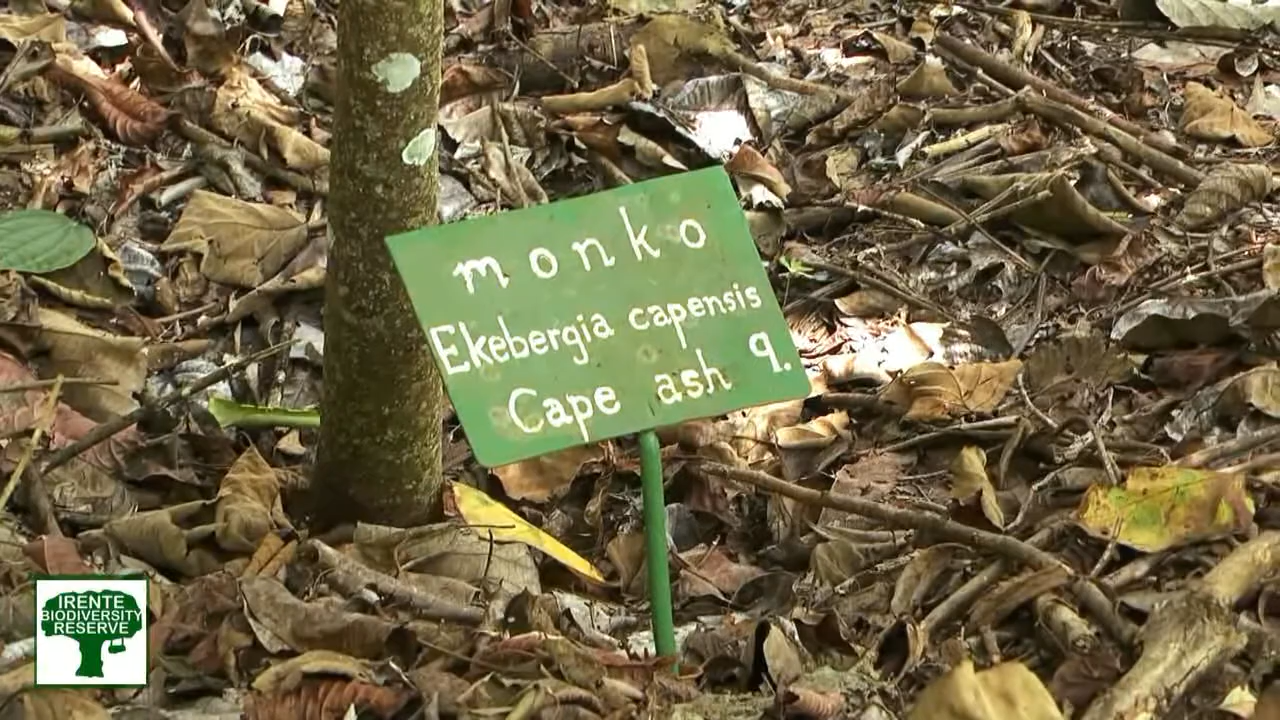 monko
Ekebergia capensis
Cape ash 9.
IRENTE
BIODIVERSITY
RESERVE